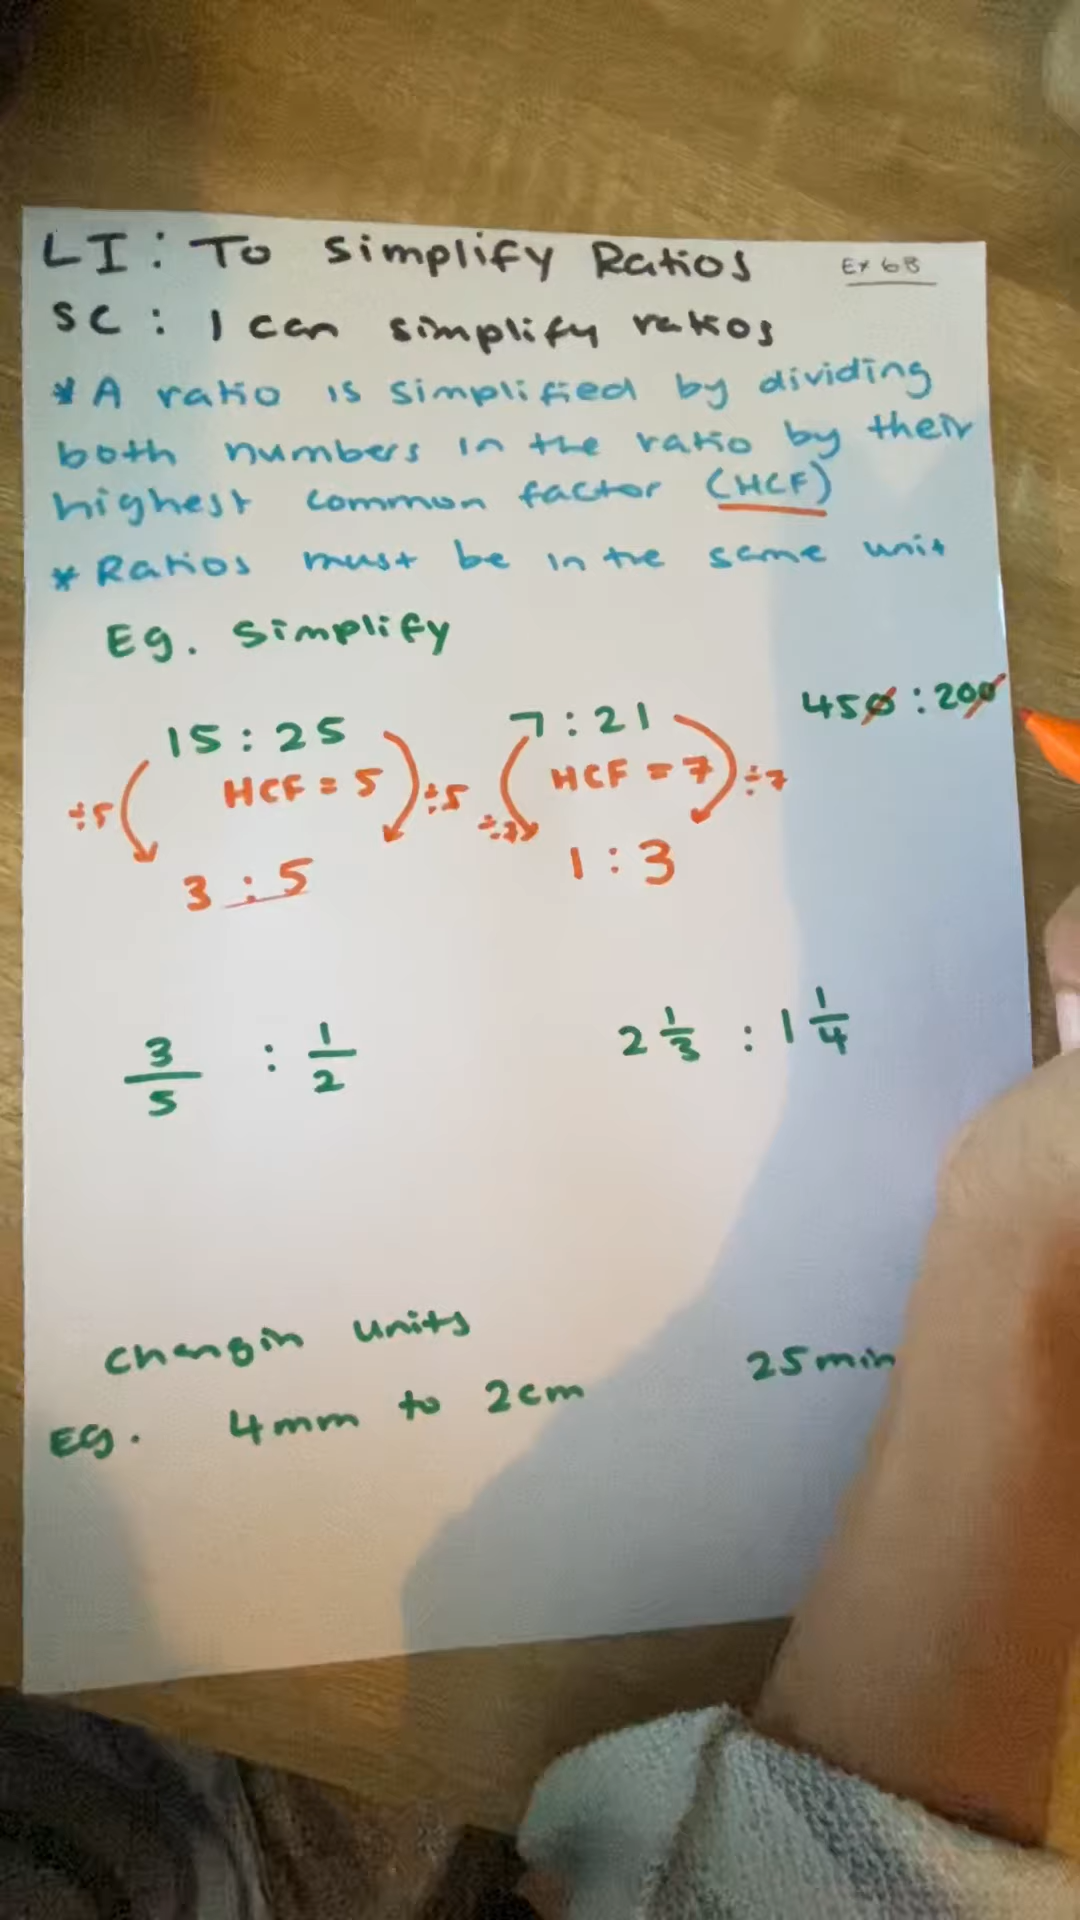 LI: To Simplify Ratios
Ex 6B
SC: I can simplify ratios
* A ratio is simplified by dividing
both numbers in the ratio by their
highest common factor (HCF)
* Ratios must be in the same unit
Eg. Simplify
15 : 25
HCF = 5
÷5
÷5
3 : 5
7 : 21
HCF = 7
÷7
÷7
1 : 3
450 : 200
3/5 : 1/2
2 1/3 : 1 1/4
Changin units
EG. 4mm to 2cm
25min